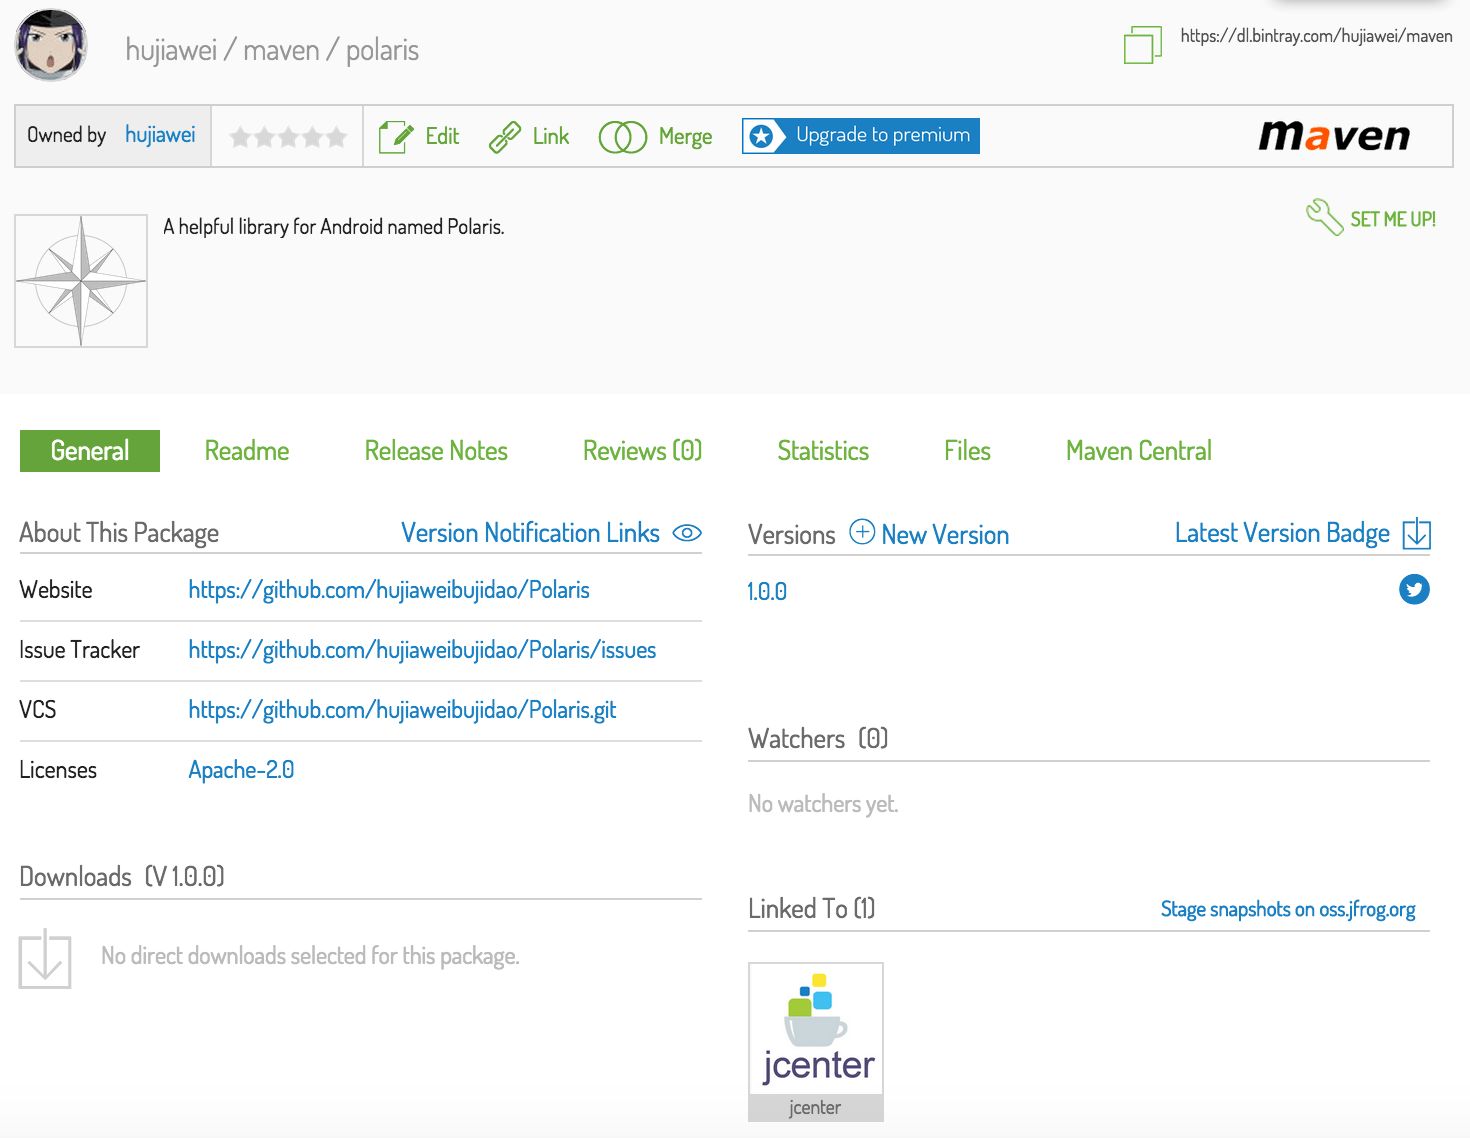 hujiawei / maven / polaris
https://dl.bintray.com/hujiawei/maven
Owned by hujiawei
Edit
Link
Merge
Upgrade to premium
maven
A helpful library for Android named Polaris.
SET ME UP!
General
Readme
Release Notes
Reviews (0)
Statistics
Files
Maven Central
About This Package
Version Notification Links
Website
https://github.com/hujiaweibujidao/Polaris
Issue Tracker
https://github.com/hujiaweibujidao/Polaris/issues
VCS
https://github.com/hujiaweibujidao/Polaris.git
Licenses
Apache-2.0
Downloads (V 1.0.0)
No direct downloads selected for this package.
Versions
New Version
Latest Version Badge
1.0.0
Watchers (0)
No watchers yet.
Linked To (1)
Stage snapshots on oss.jfrog.org
jcenter
jcenter